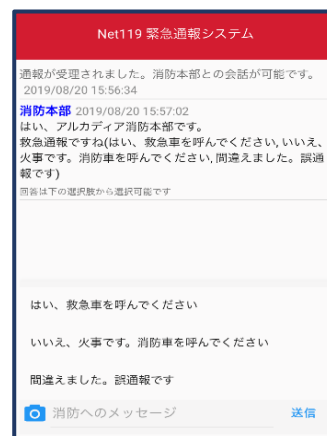 Net119 緊急通報システム
通報が受理されました。消防本部との会話が可能です。
2019/08/20 15:56:34
消防本部 2019/08/20 15:57:02
はい、アルカディア消防本部です。
救急通報ですね(はい、救急車を呼んでください, いいえ、
火事です。消防車を呼んでください, 間違えました。誤通
報です)
回答は下の選択肢から選択可能です
はい、救急車を呼んでください
いいえ、火事です。消防車を呼んでください
間違えました。誤通報です
消防へのメッセージ
送信